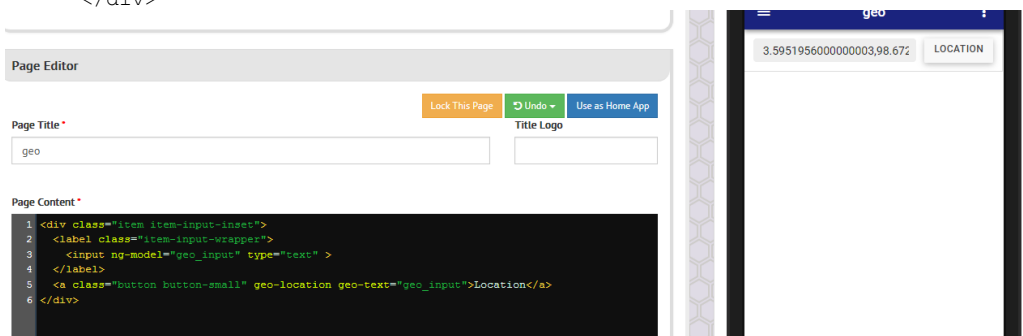 </div>
geo
3.5951956000000003,98.672
LOCATION
Page Editor
Lock This Page
Undo
Use as Home App
Page Title *
Title Logo
geo
Page Content *
1 <div class="item item-input-inset">
2 <label class="item-input-wrapper">
3 <input ng-model="geo_input" type="text" >
4 </label>
5 <a class="button button-small" geo-location geo-text="geo_input">Location</a>
6 </div>